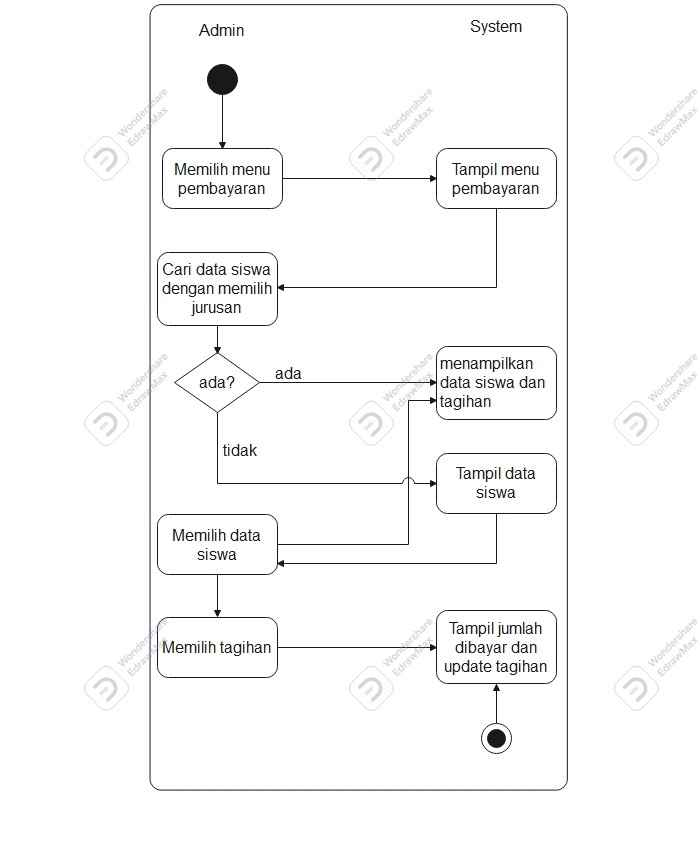 Admin
System
Memilih menu
pembayaran
Tampil menu
pembayaran
Cari data siswa
dengan memilih
jurusan
ada?
ada
menampilkan
data siswa dan
tagihan
tidak
Tampil data
siswa
Memilih data
siswa
Memilih tagihan
Tampil jumlah
dibayar dan
update tagihan
Wondershare
EdrawMax
Wondershare
EdrawMax
Wondershare
EdrawMax
Wondershare
EdrawMax
Wondershare
EdrawMax
Wondershare
EdrawMax
Wondershare
EdrawMax
Wondershare
EdrawMax
Wondershare
EdrawMax